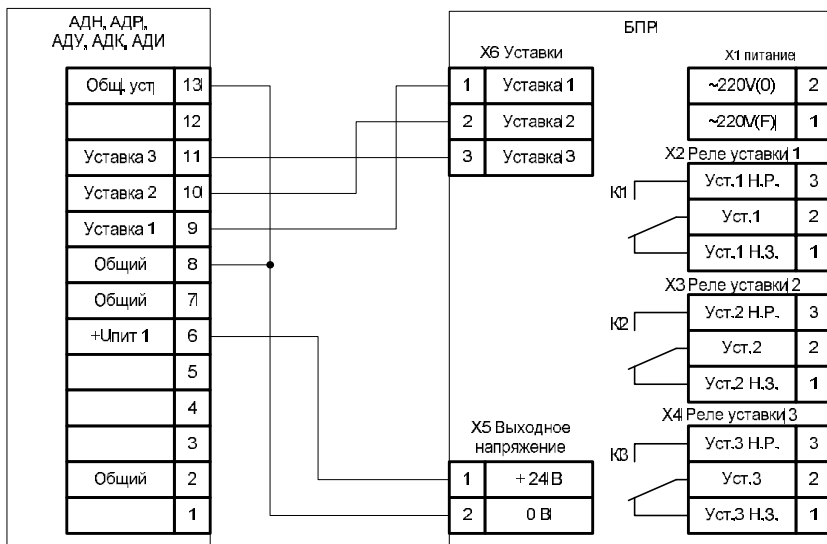 АДН, АДР,
АДУ, АДК, АДИ
Общ. уст 13
12
Уставка 3 11
Уставка 2 10
Уставка 1 9
Общий 8
Общий 7
+Uпит 1 6
5
4
3
Общий 2
1
БПР
X6 Уставки
1 Уставка 1
2 Уставка 2
3 Уставка 3
X5 Выходное
напряжение
1 + 24 В
2 0 В
X1 питание
~220V(0) 2
~220V(F) 1
X2 Реле уставки 1
K1
Уст.1 Н.Р. 3
Уст.1 2
Уст.1 Н.З. 1
X3 Реле уставки 2
K2
Уст.2 Н.Р. 3
Уст.2 2
Уст.2 Н.З. 1
X4 Реле уставки 3
K3
Уст.3 Н.Р. 3
Уст.3 2
Уст.3 Н.З. 1